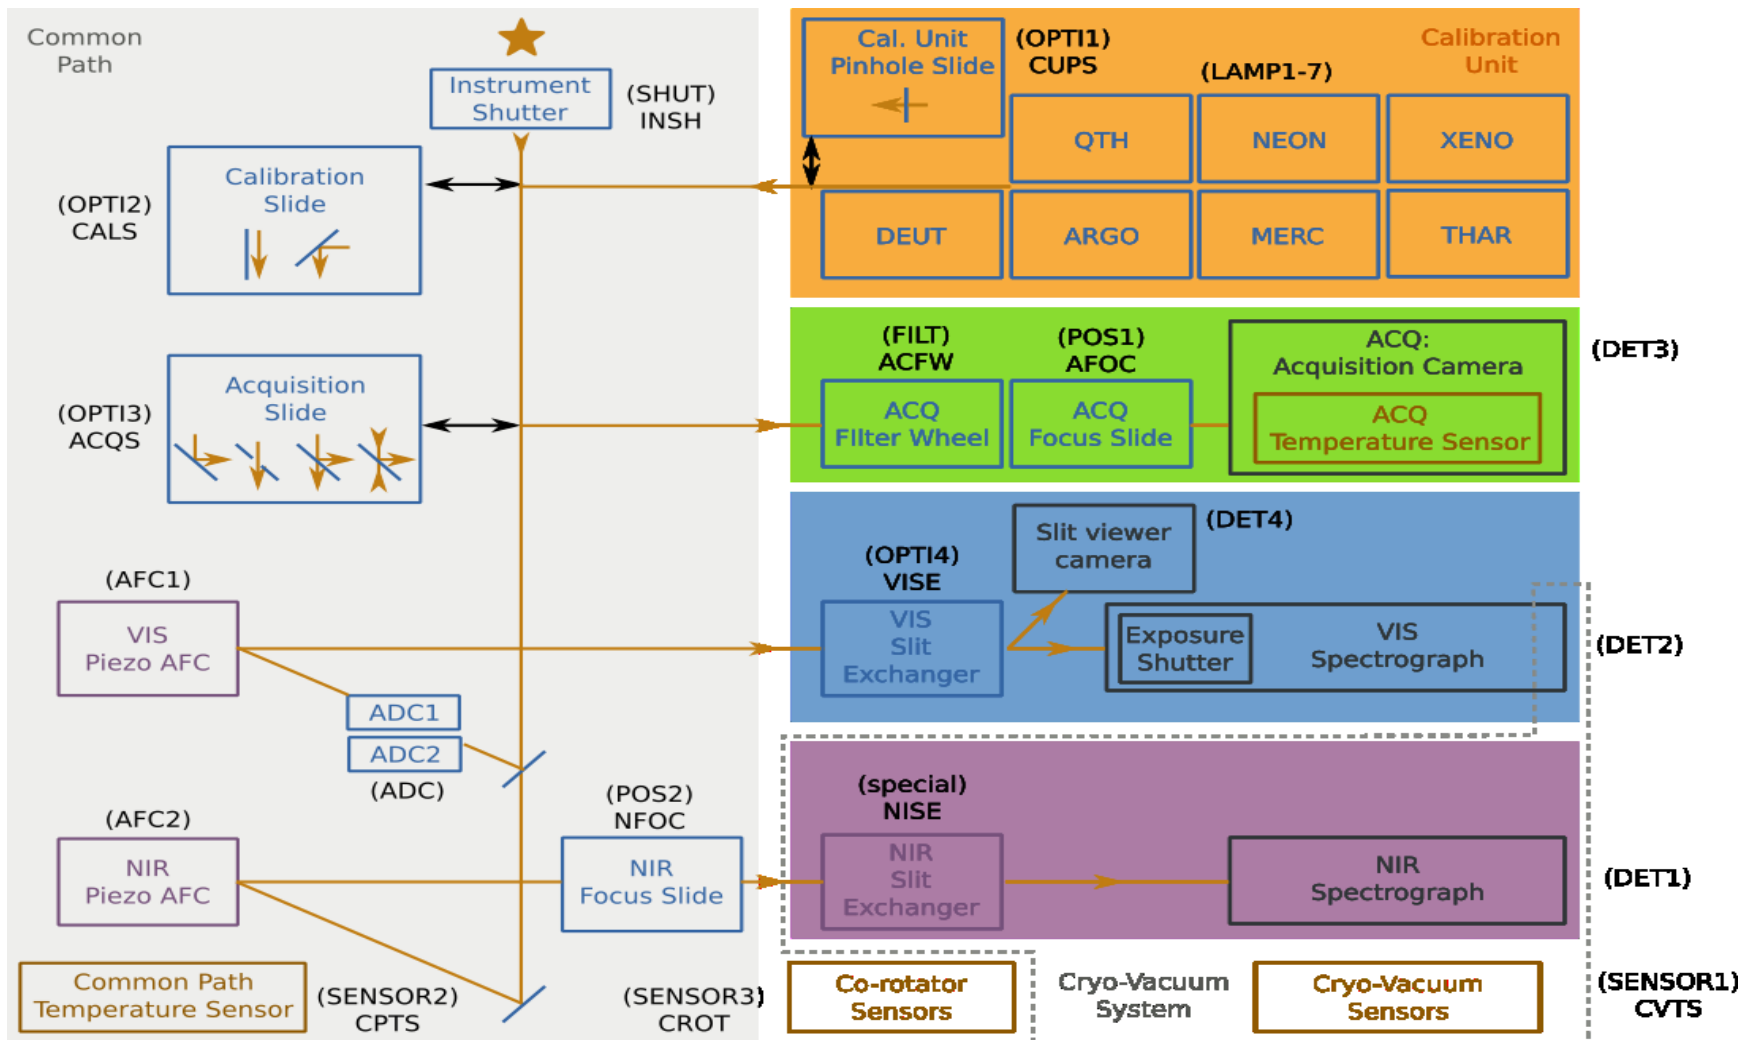 Common
Path
Instrument
Shutter
(SHUT)
INSH
Calibration
Slide
(OPTI2)
CALS
Acquisition
Slide
(OPTI3)
ACQS
(AFC1)
VIS
Piezo AFC
ADC1
ADC2
(ADC)
(AFC2)
NIR
Piezo AFC
(POS2)
NFOC
NIR
Focus Slide
Common Path
Temperature Sensor
(SENSOR2)
CPTS
(SENSOR3)
CROT
Cal. Unit
Pinhole Slide
(OPTI1)
CUPS
(LAMP1-7)
Calibration
Unit
QTH
NEON
XENO
DEUT
ARGO
MERC
THAR
(FILT)
ACFW
(POS1)
AFOC
ACQ
FIlter Wheel
ACQ
Focus Slide
ACQ:
Acquisition Camera
ACQ
Temperature Sensor
(DET3)
(OPTI4)
VISE
VIS
Slit
Exchanger
Slit viewer
camera
(DET4)
Exposure
Shutter
VIS
Spectrograph
(DET2)
(special)
NISE
NIR
Slit
Exchanger
NIR
Spectrograph
(DET1)
Co-rotator
Sensors
Cryo-Vacuum
System
Cryo-Vacuum
Sensors
(SENSOR1)
CVTS